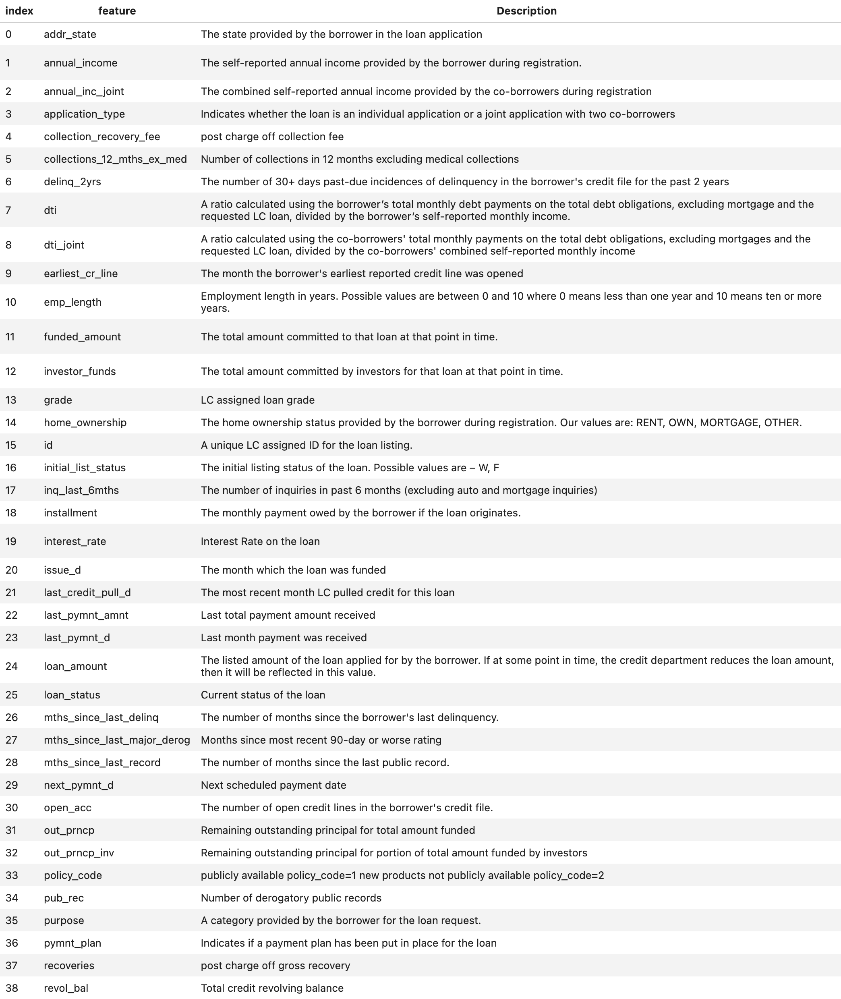 index feature Description
0 addr_state The state provided by the borrower in the loan application
1 annual_income The self-reported annual income provided by the borrower during registration.
2 annual_inc_joint The combined self-reported annual income provided by the co-borrowers during registration
3 application_type Indicates whether the loan is an individual application or a joint application with two co-borrowers
4 collection_recovery_fee post charge off collection fee
5 collections_12_mths_ex_med Number of collections in 12 months excluding medical collections
6 delinq_2yrs The number of 30+ days past-due incidences of delinquency in the borrower's credit file for the past 2 years
7 dti A ratio calculated using the borrower’s total monthly debt payments on the total debt obligations, excluding mortgage and the
requested LC loan, divided by the borrower’s self-reported monthly income.
8 dti_joint A ratio calculated using the co-borrowers' total monthly payments on the total debt obligations, excluding mortgages and the
requested LC loan, divided by the co-borrowers' combined self-reported monthly income
9 earliest_cr_line The month the borrower's earliest reported credit line was opened
10 emp_length Employment length in years. Possible values are between 0 and 10 where 0 means less than one year and 10 means ten or more
years.
11 funded_amount The total amount committed to that loan at that point in time.
12 investor_funds The total amount committed by investors for that loan at that point in time.
13 grade LC assigned loan grade
14 home_ownership The home ownership status provided by the borrower during registration. Our values are: RENT, OWN, MORTGAGE, OTHER.
15 id A unique LC assigned ID for the loan listing.
16 initial_list_status The initial listing status of the loan. Possible values are – W, F
17 inq_last_6mths The number of inquiries in past 6 months (excluding auto and mortgage inquiries)
18 installment The monthly payment owed by the borrower if the loan originates.
19 interest_rate Interest Rate on the loan
20 issue_d The month which the loan was funded
21 last_credit_pull_d The most recent month LC pulled credit for this loan
22 last_pymnt_amnt Last total payment amount received
23 last_pymnt_d Last month payment was received
24 loan_amount The listed amount of the loan applied for by the borrower. If at some point in time, the credit department reduces the loan amount,
then it will be reflected in this value.
25 loan_status Current status of the loan
26 mths_since_last_delinq The number of months since the borrower's last delinquency.
27 mths_since_last_major_derog Months since most recent 90-day or worse rating
28 mths_since_last_record The number of months since the last public record.
29 next_pymnt_d Next scheduled payment date
30 open_acc The number of open credit lines in the borrower's credit file.
31 out_prncp Remaining outstanding principal for total amount funded
32 out_prncp_inv Remaining outstanding principal for portion of total amount funded by investors
33 policy_code publicly available policy_code=1 new products not publicly available policy_code=2
34 pub_rec Number of derogatory public records
35 purpose A category provided by the borrower for the loan request.
36 pymnt_plan Indicates if a payment plan has been put in place for the loan
37 recoveries post charge off gross recovery
38 revol_bal Total credit revolving balance